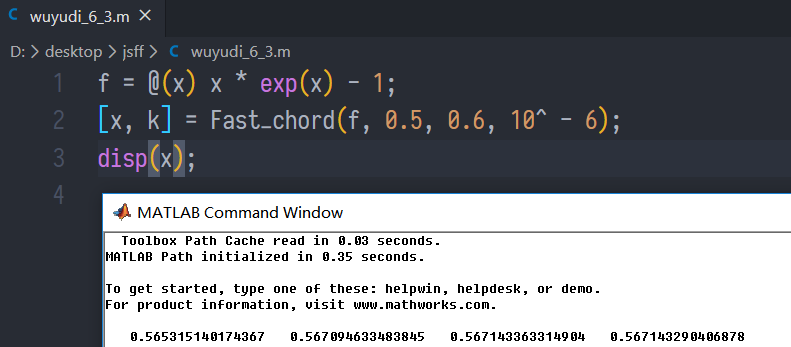 wuyudi_6_3.m ×
D: > desktop > jsff > wuyudi_6_3.m
1 f = @(x) x * exp(x) - 1;
2 [x, k] = Fast_chord(f, 0.5, 0.6, 10^ - 6);
3 disp(x);
4
MATLAB Command Window
Toolbox Path Cache read in 0.03 seconds.
MATLAB Path initialized in 0.35 seconds.
To get started, type one of these: helpwin, helpdesk, or demo.
For product information, visit www.mathworks.com.
0.565315140174367 0.567094633483845 0.567143363314904 0.567143290406878